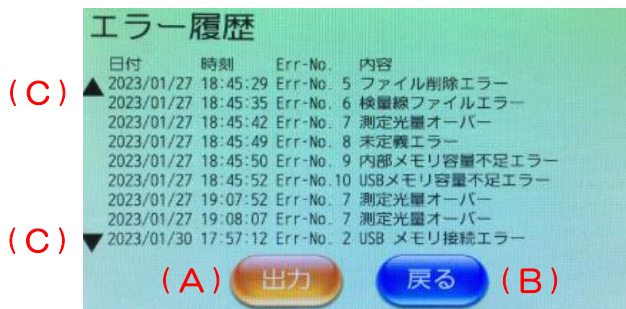 エラー履歴
日付 時刻 Err-No. 内容
(C) ▲ 2023/01/27 18:45:29 Err-No. 5 ファイル削除エラー
2023/01/27 18:45:35 Err-No. 6 検量線ファイルエラー
2023/01/27 18:45:42 Err-No. 7 測定光量オーバー
2023/01/27 18:45:49 Err-No. 8 未定義エラー
2023/01/27 18:45:50 Err-No. 9 内部メモリ容量不足エラー
2023/01/27 18:45:52 Err-No.10 USBメモリ容量不足エラー
2023/01/27 19:07:52 Err-No. 7 測定光量オーバー
2023/01/27 19:08:07 Err-No. 7 測定光量オーバー
(C) ▼ 2023/01/30 17:57:12 Err-No. 2 USB メモリ接続エラー
(A) 出力 戻る (B)